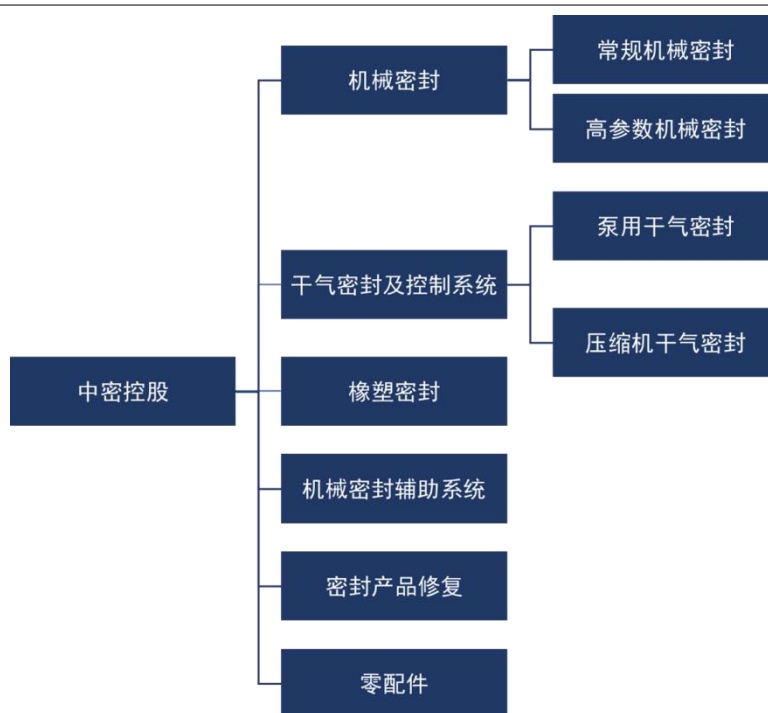 中密控股
机械密封
常规机械密封
高参数机械密封
干气密封及控制系统
泵用干气密封
压缩机干气密封
橡塑密封
机械密封辅助系统
密封产品修复
零配件